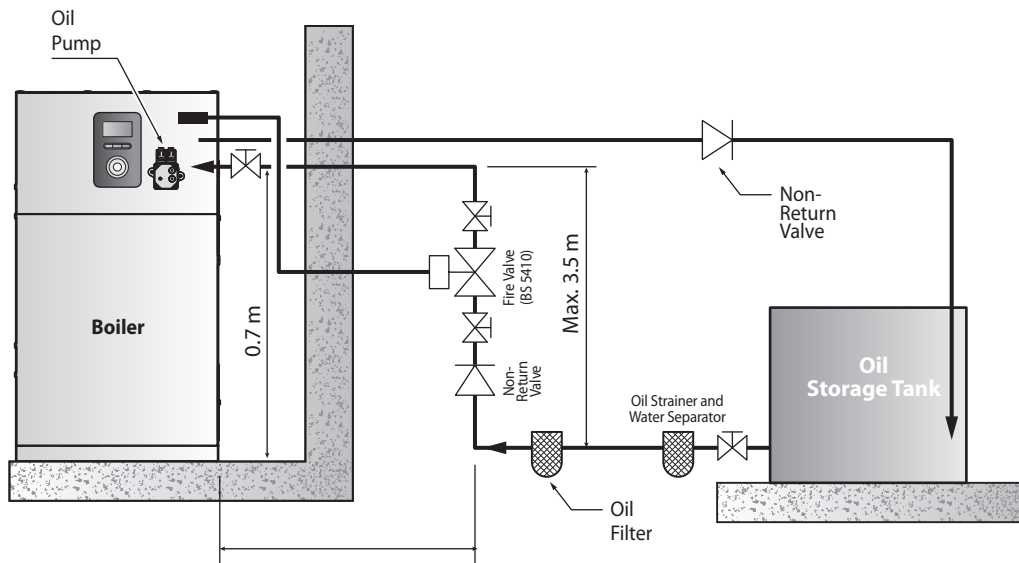 Oil
Pump
Non-
Return
Valve
Fire Valve
(BS 5410)
Max. 3.5 m
0.7 m
Boiler
Non-
Return
Valve
Oil
Storage Tank
Oil Strainer and
Water Separator
Oil
Filter